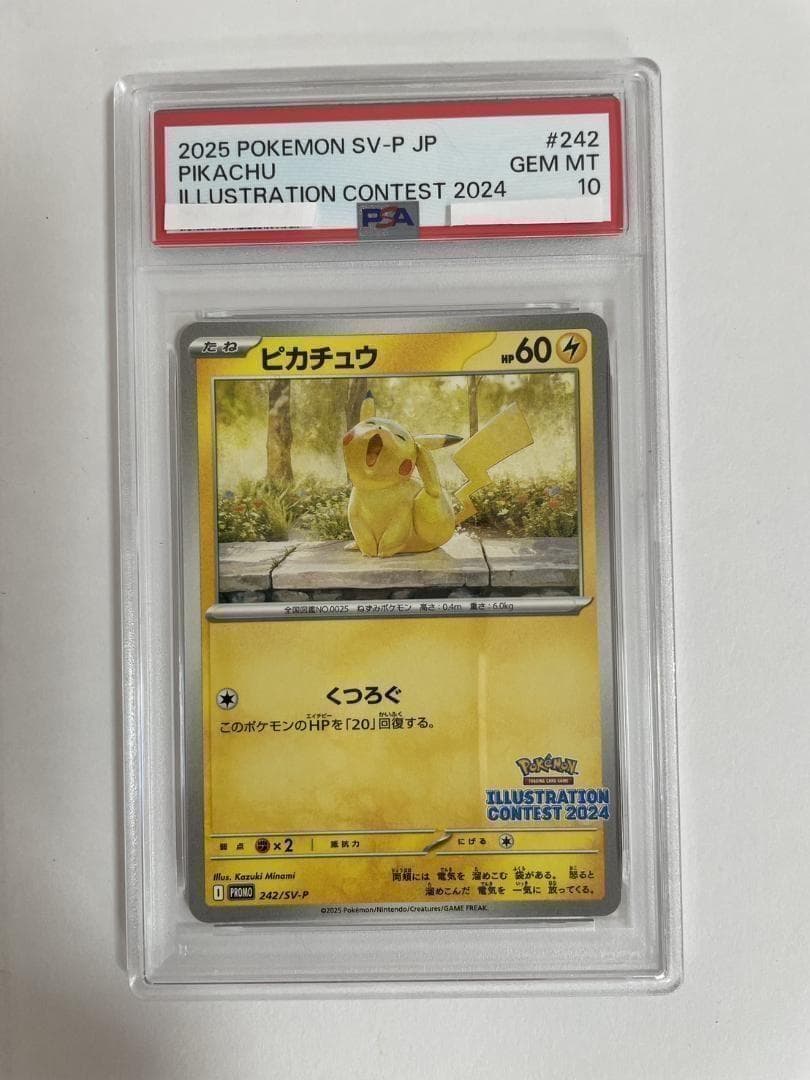 2025 POKEMON SV-P JP #242
PIKACHU GEM MT
ILLUSTRATION CONTEST 2024 10
PSA
たね ピカチュウ HP60
全国図鑑NO.0025 ねずみポケモン 高さ:0.4m 重さ:6.0kg
くつろぐ
このポケモンのHPを「20」回復する。
Pokémon
TRADING CARD GAME
ILLUSTRATION
CONTEST 2024
弱点 ×2 抵抗力 にげる
Illus. Kazuki Minami
両頬には 電気を 溜めこむ 袋がある。 怒ると
溜めこんだ 電気を 一気に 放ってくる。
I PROMO 242/SV-P
©2025 Pokémon/Nintendo/Creatures/GAME FREAK.